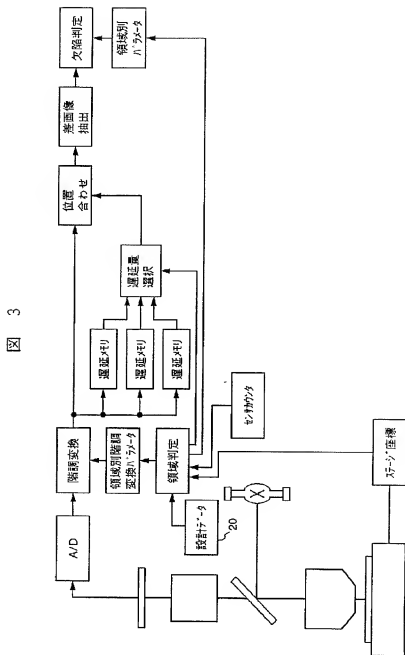 図 3
A/D
階調変換
領域別階調
変換パラメータ
領域判定
設計データ
20
遅延メモリ
遅延メモリ
遅延メモリ
遅延量
選択
センサカウンタ
ステージ座標
位置
合わせ
差画像
抽出
欠陥判定
領域別
パラメータ